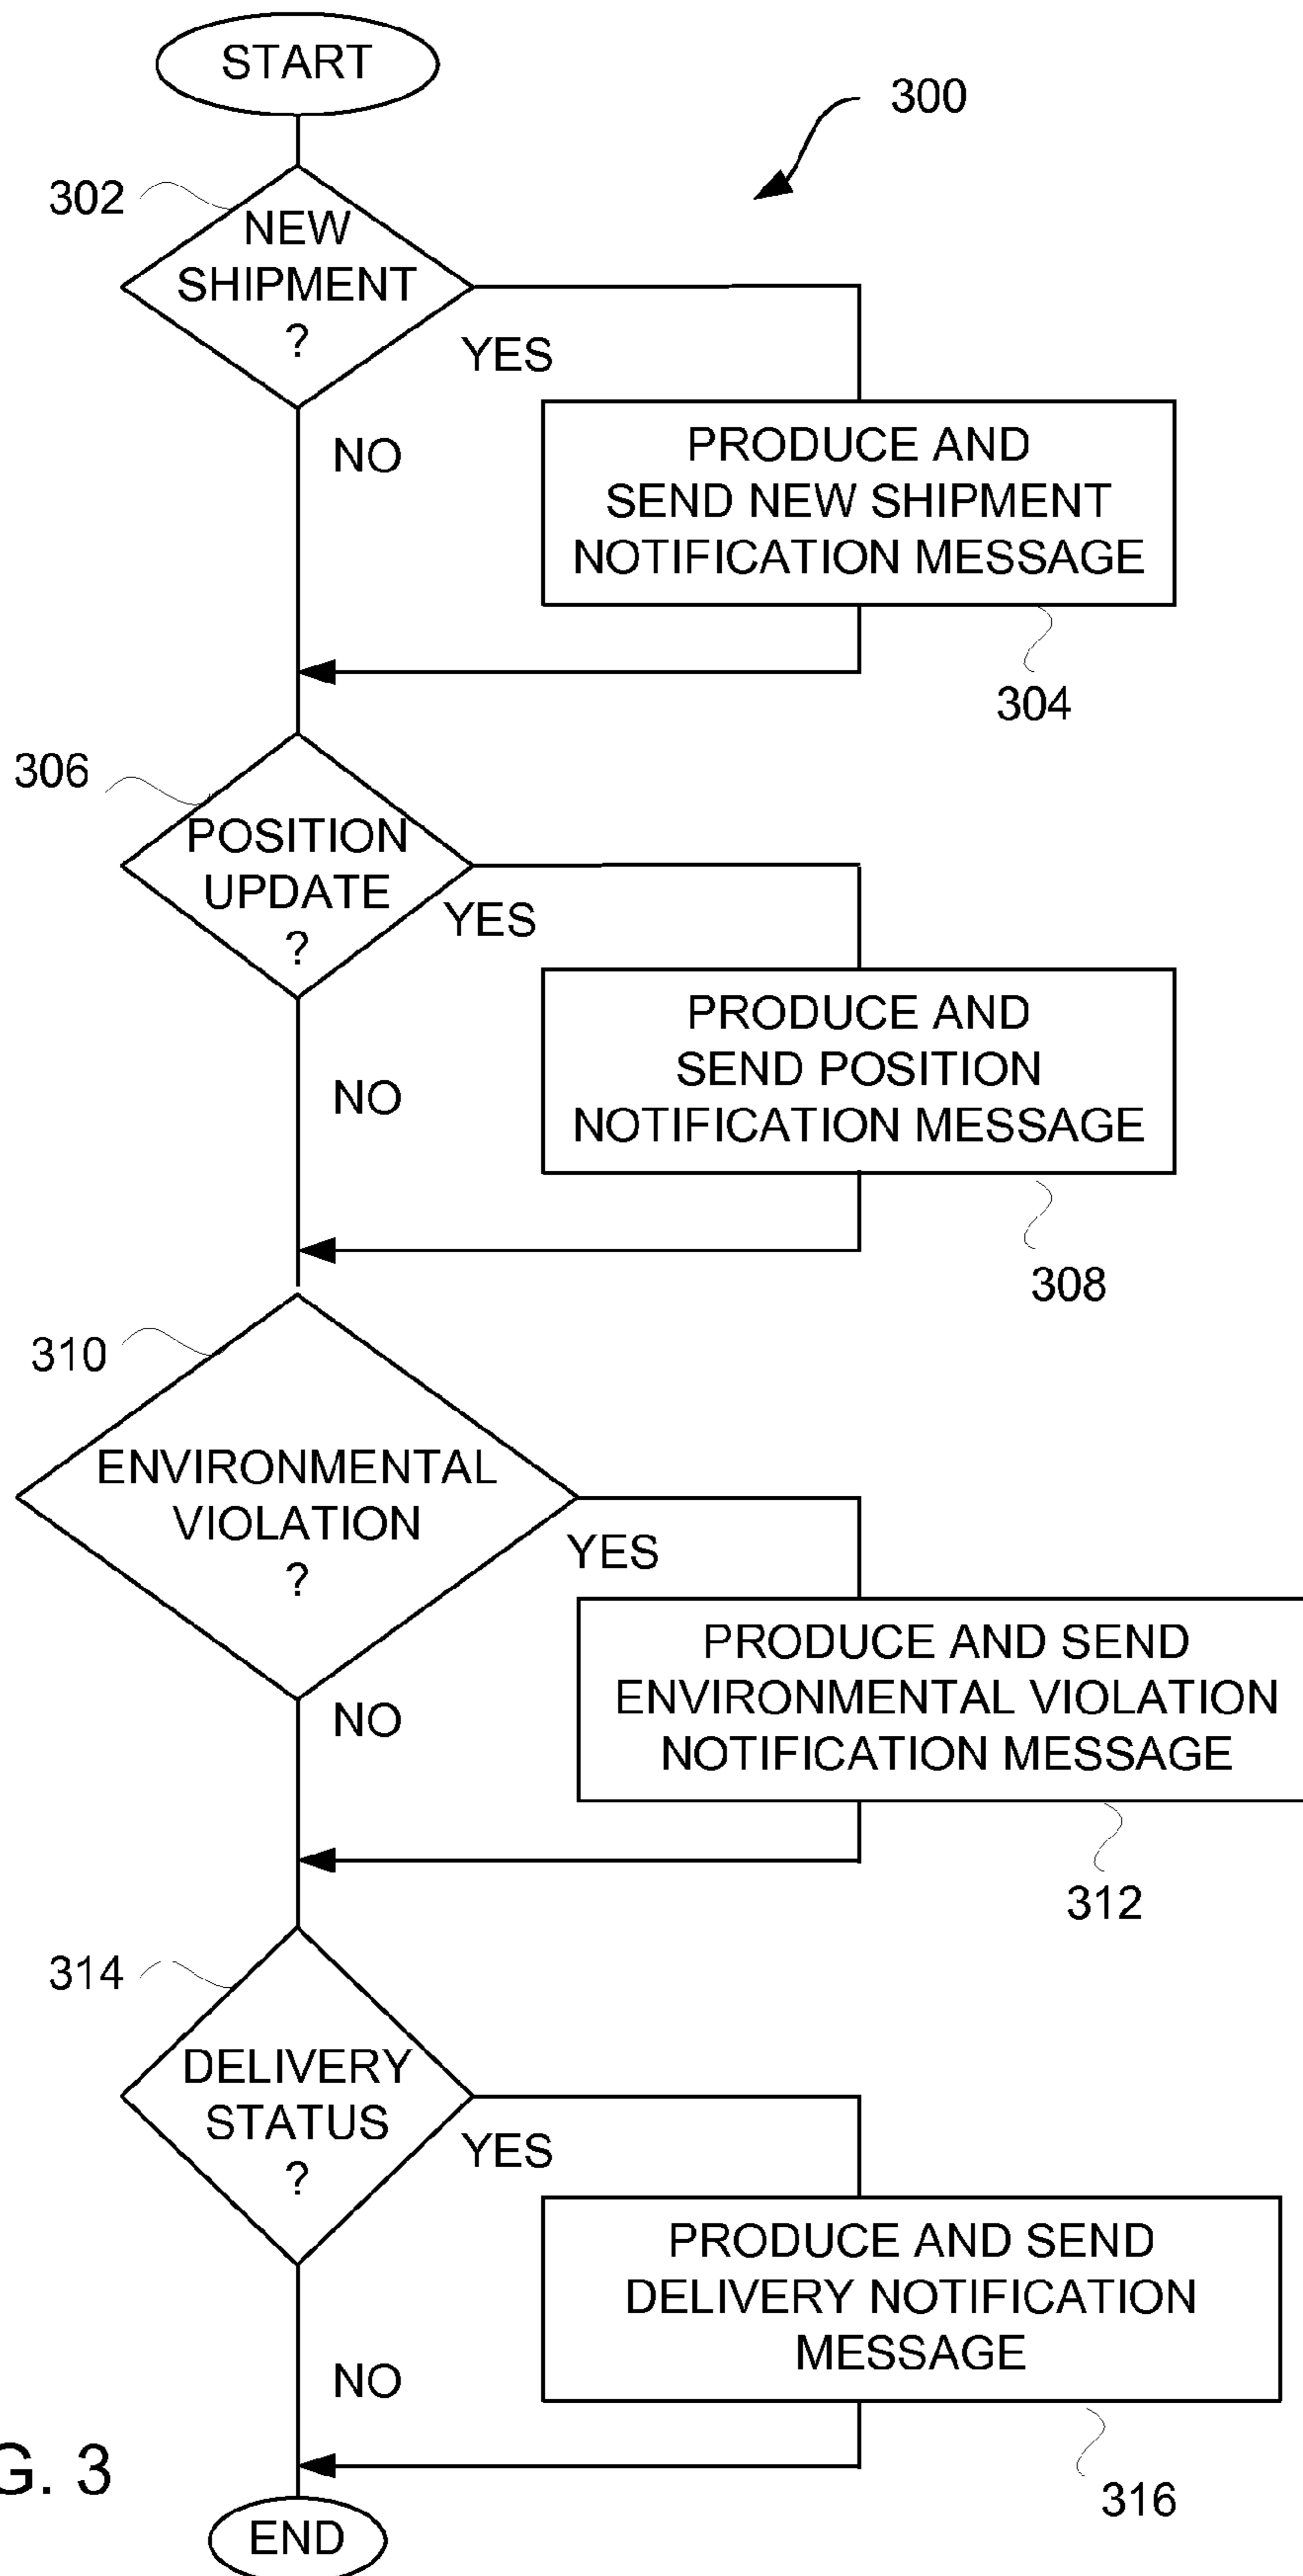 START
300
302
NEW
SHIPMENT
?
YES
NO
PRODUCE AND
SEND NEW SHIPMENT
NOTIFICATION MESSAGE
304
306
POSITION
UPDATE
?
YES
NO
PRODUCE AND
SEND POSITION
NOTIFICATION MESSAGE
308
310
ENVIRONMENTAL
VIOLATION
?
YES
NO
PRODUCE AND SEND
ENVIRONMENTAL VIOLATION
NOTIFICATION MESSAGE
312
314
DELIVERY
STATUS
?
YES
NO
PRODUCE AND SEND
DELIVERY NOTIFICATION
MESSAGE
316
G. 3
END